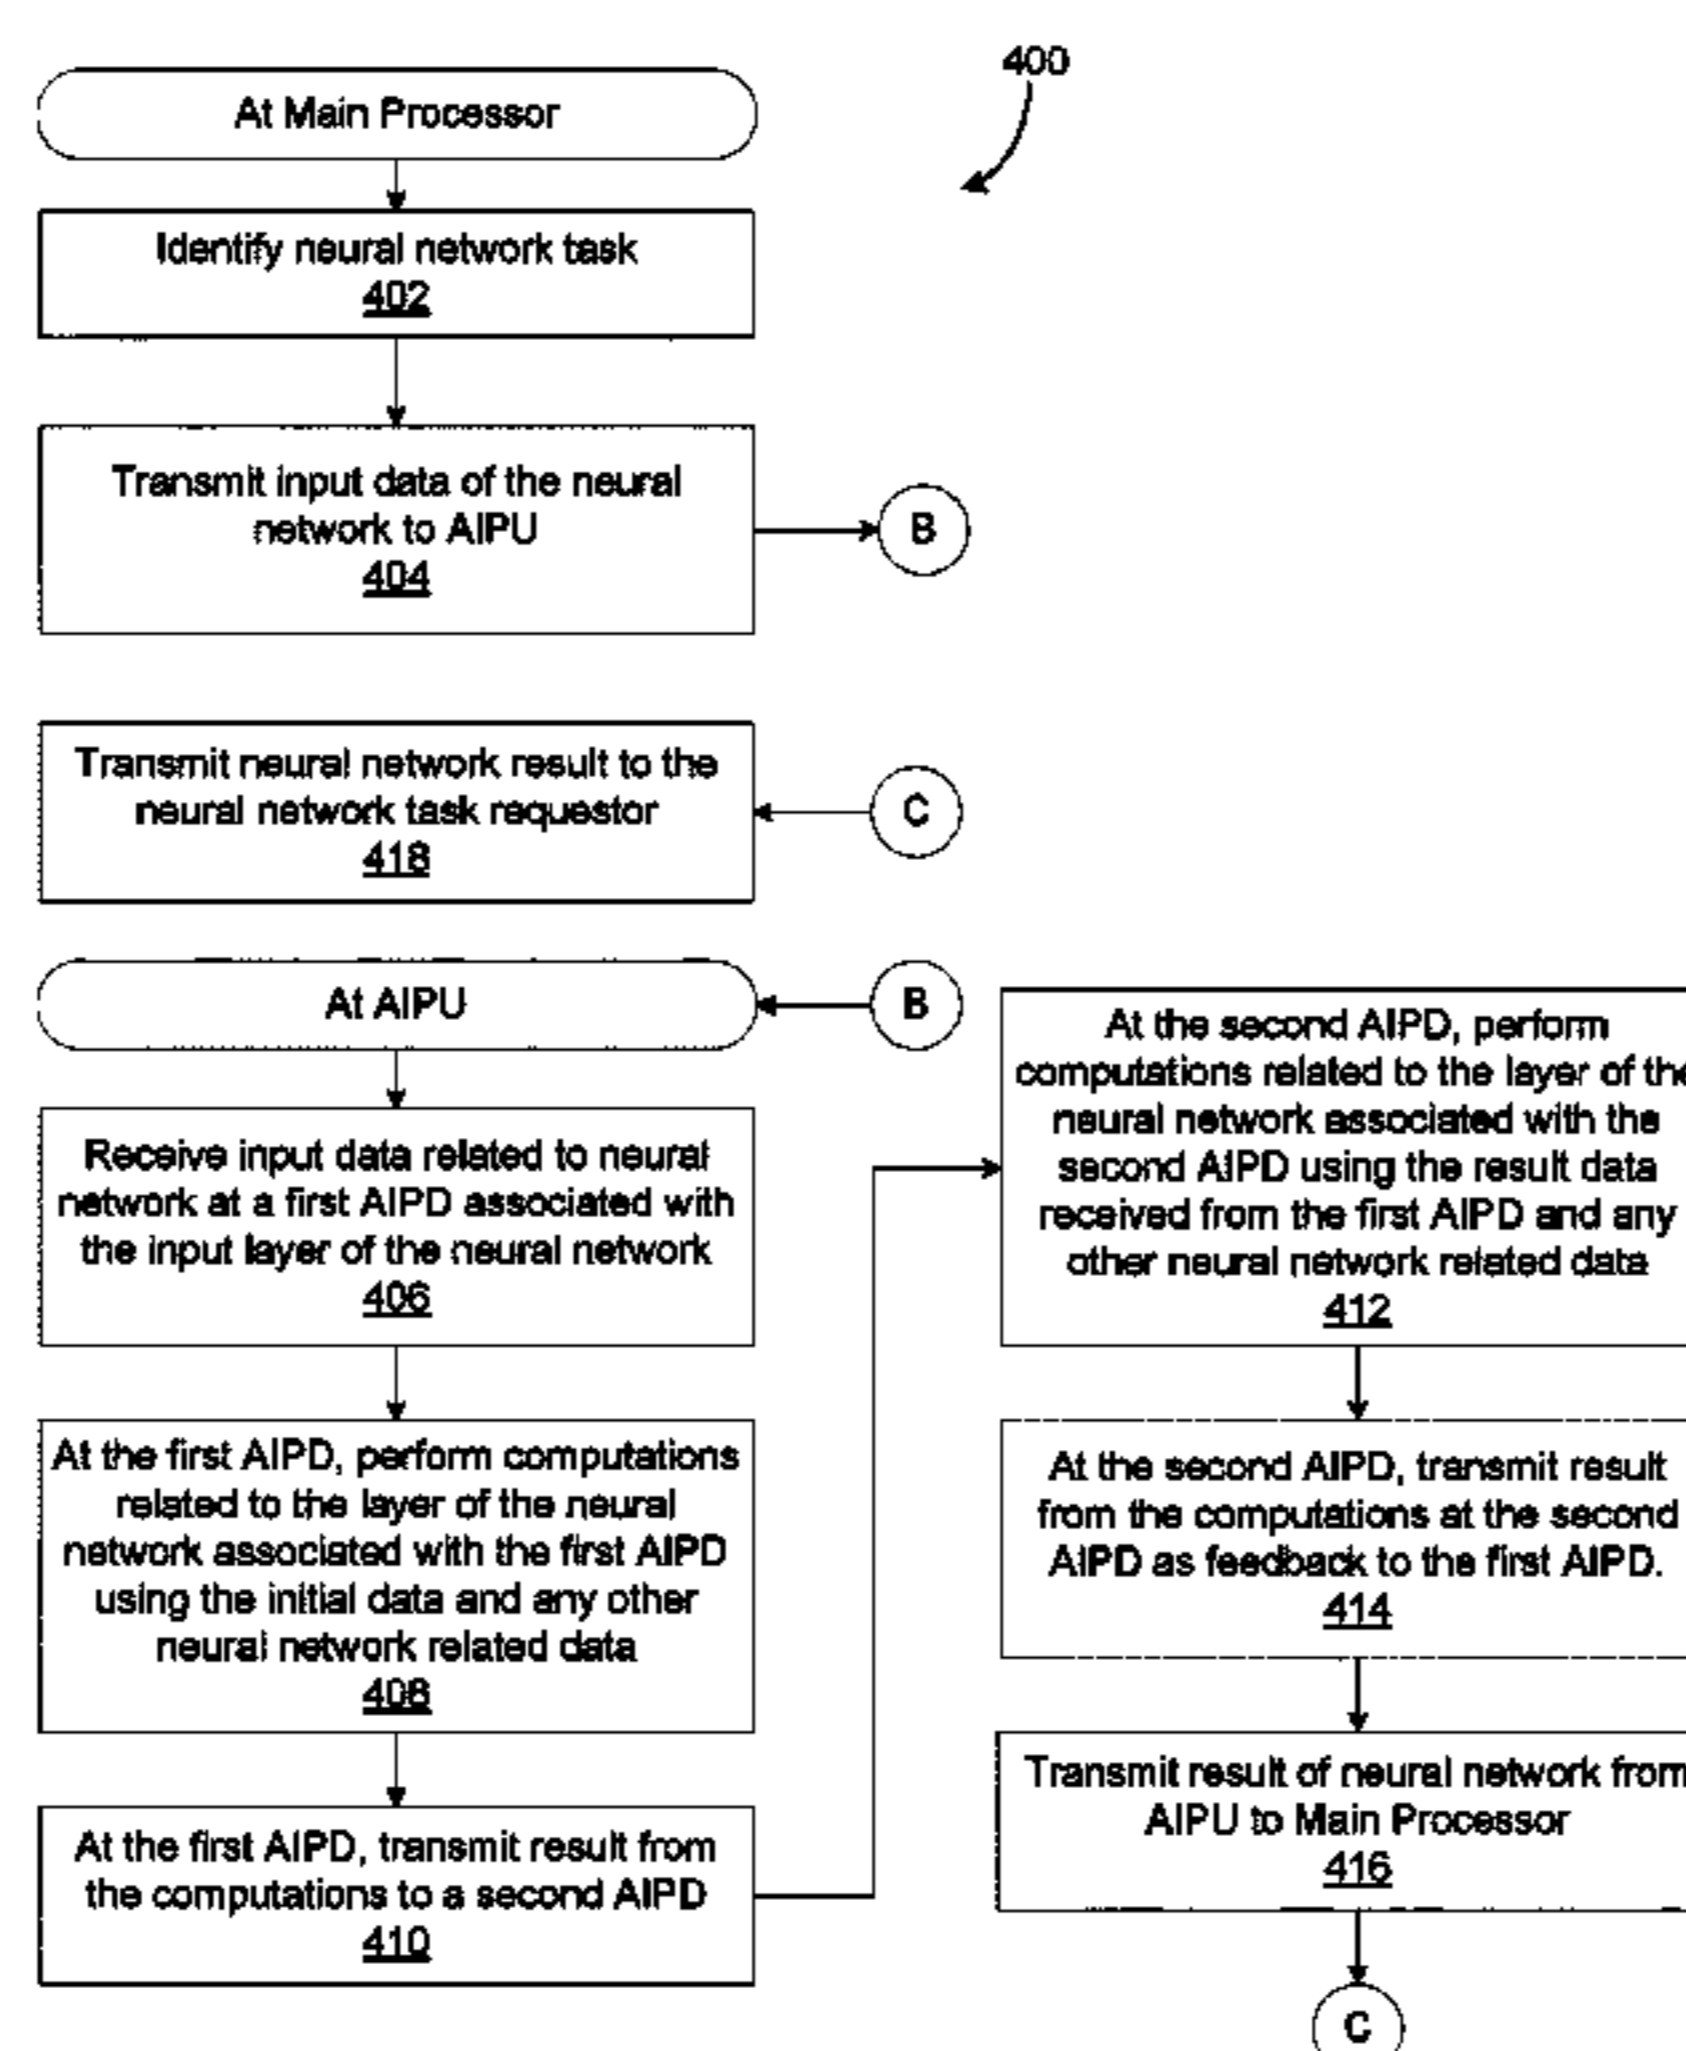 400
At Main Processor
Identify neural network task
402
Transmit input data of the neural
network to AIPU
404
B
Transmit neural network result to the
neural network task requestor
418
C
At AIPU
B
Receive input data related to neural
network at a first AIPD associated with
the input layer of the neural network
406
At the first AIPD, perform computations
related to the layer of the neural
network associated with the first AIPD
using the initial data and any other
neural network related data
408
At the first AIPD, transmit result from
the computations to a second AIPD
410
At the second AIPD, perform
computations related to the layer of the
neural network associated with the
second AIPD using the result data
received from the first AIPD and any
other neural network related data
412
At the second AIPD, transmit result
from the computations at the second
AIPD as feedback to the first AIPD.
414
Transmit result of neural network from
AIPU to Main Processor
416
C